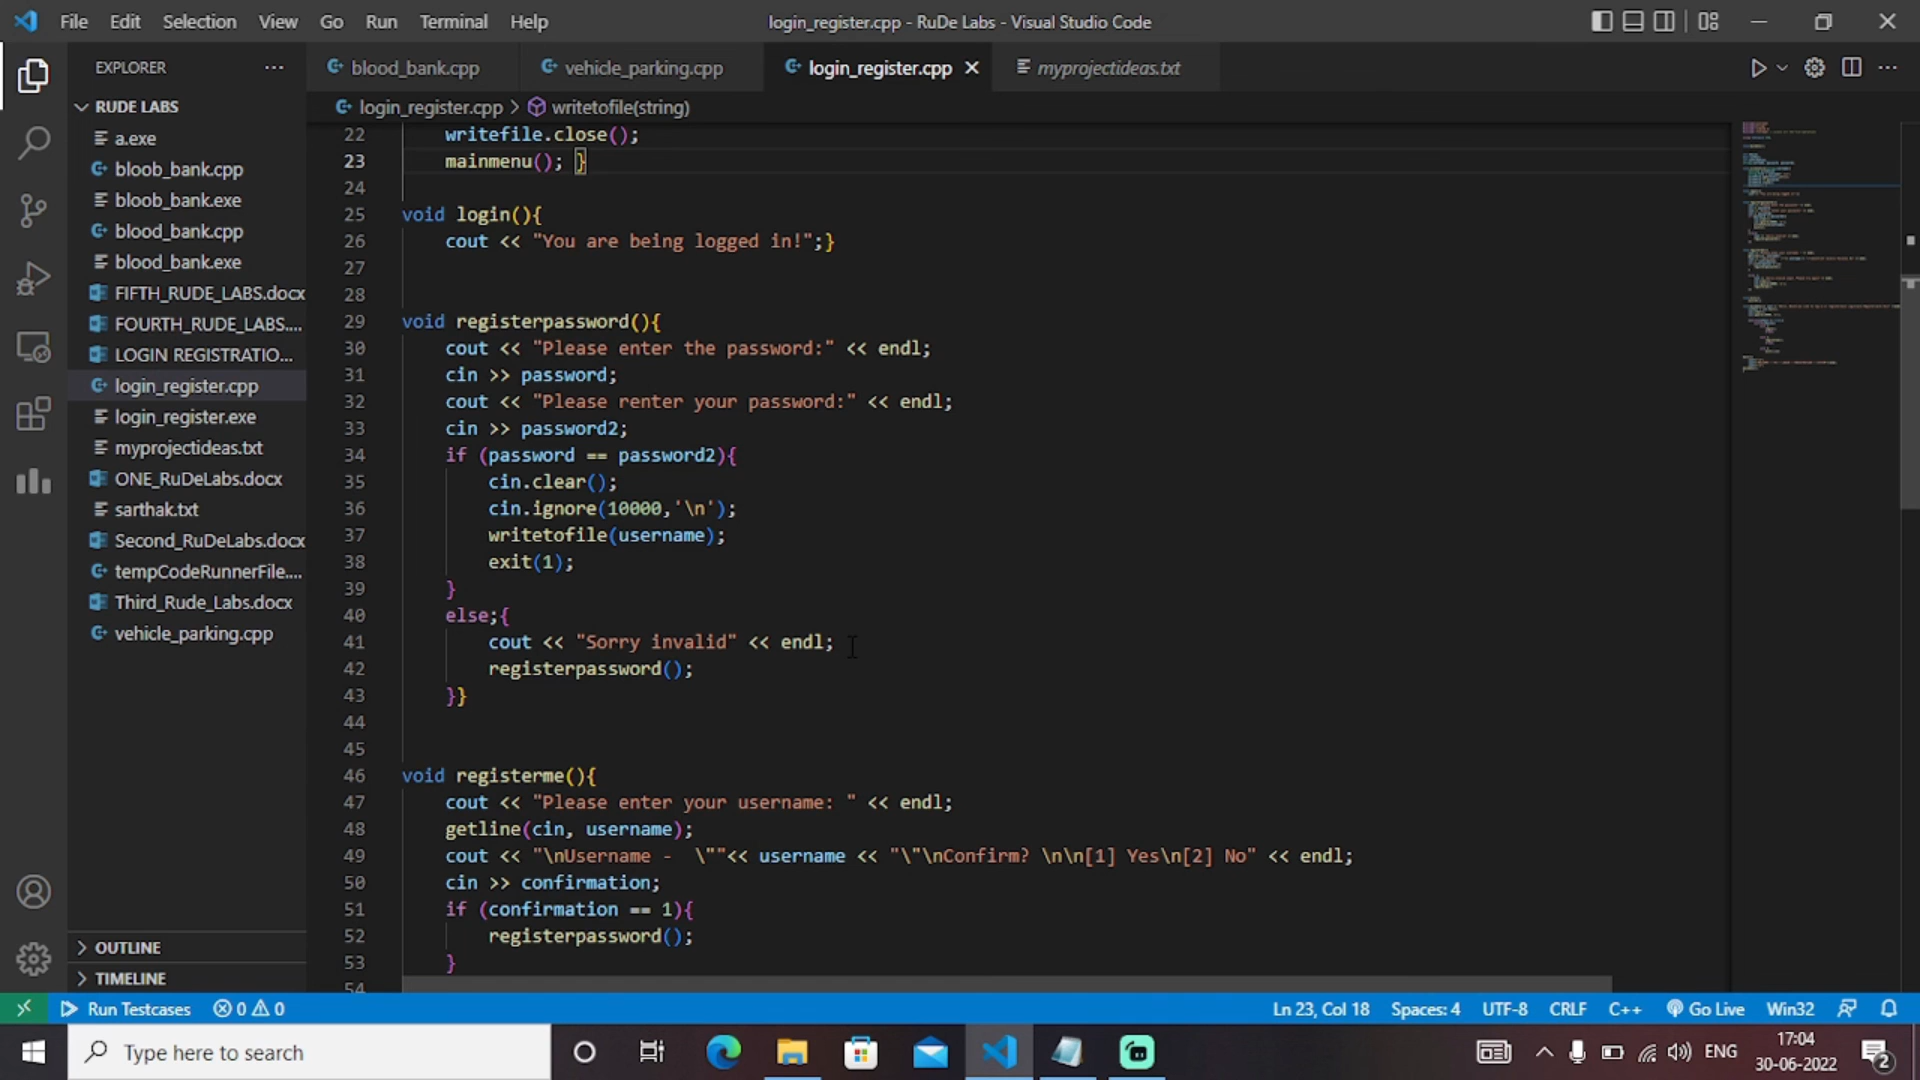 File Edit Selection View Go Run Terminal Help login_register.cpp - RuDe Labs - Visual Studio Code
EXPLORER
blood_bank.cpp vehicle_parking.cpp login_register.cpp myprojectideas.txt
RUDE LABS
a.exe
bloob_bank.cpp
bloob_bank.exe
blood_bank.cpp
blood_bank.exe
FIFTH_RUDE_LABS.docx
FOURTH_RUDE_LABS....
LOGIN REGISTRATIO...
login_register.cpp
login_register.exe
myprojectideas.txt
ONE_RuDeLabs.docx
sarthak.txt
Second_RuDeLabs.docx
tempCodeRunnerFile....
Third_Rude_Labs.docx
vehicle_parking.cpp
OUTLINE
TIMELINE
login_register.cpp > writetofile(string)
22 writefile.close();
23 mainmenu(); }
24
25 void login(){
26 cout << "You are being logged in!";}
27
28
29 void registerpassword(){
30 cout << "Please enter the password:" << endl;
31 cin >> password;
32 cout << "Please renter your password:" << endl;
33 cin >> password2;
34 if (password == password2){
35 cin.clear();
36 cin.ignore(10000,'\n');
37 writetofile(username);
38 exit(1);
39 }
40 else;{
41 cout << "Sorry invalid" << endl;
42 registerpassword();
43 }}
44
45
46 void registerme(){
47 cout << "Please enter your username: " << endl;
48 getline(cin, username);
49 cout << "\nUsername -  \""<< username << "\"\nConfirm? \n\n[1] Yes\n[2] No" << endl;
50 cin >> confirmation;
51 if (confirmation == 1){
52 registerpassword();
53 }
54
Run Testcases 0 0 Ln 23, Col 18 Spaces: 4 UTF-8 CRLF C++ Go Live Win32
Type here to search
ENG
17:04
30-06-2022
2